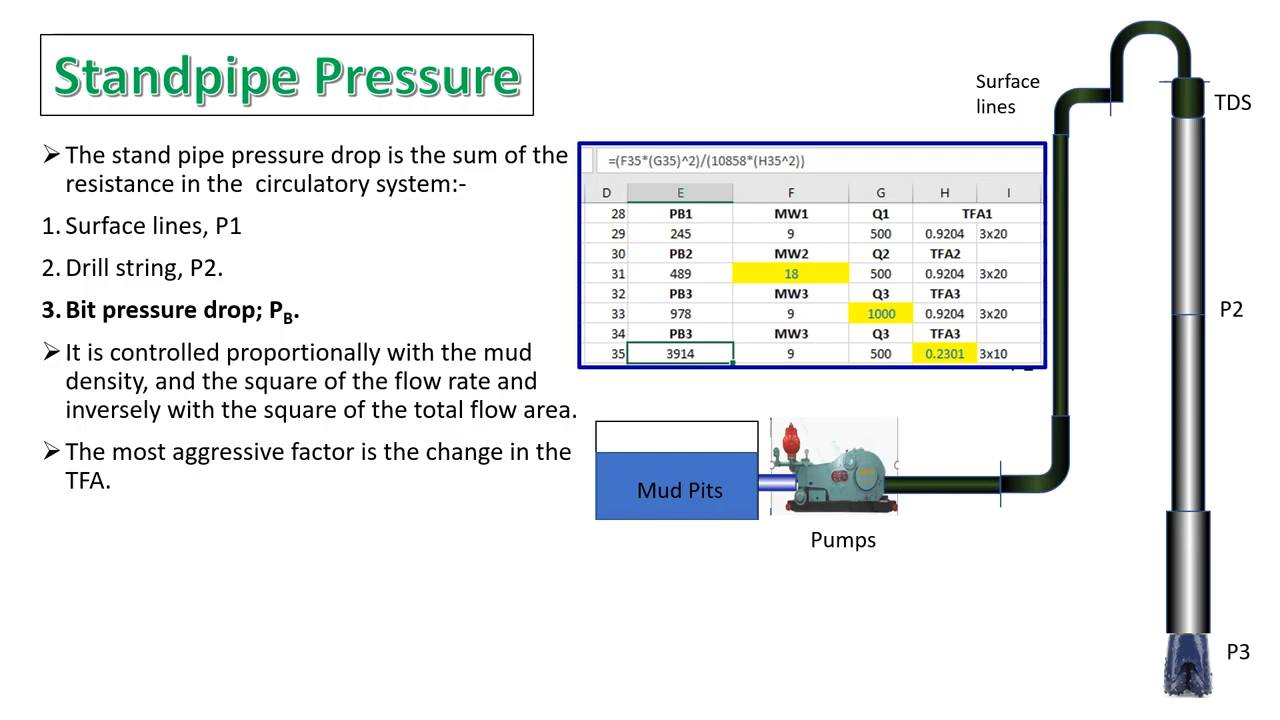 Standpipe Pressure
➢ The stand pipe pressure drop is the sum of the
resistance in the circulatory system:-
1. Surface lines, P1
2. Drill string, P2.
3. Bit pressure drop; PB.
➢ It is controlled proportionally with the mud
density, and the square of the flow rate and
inversely with the square of the total flow area.
➢ The most aggressive factor is the change in the
TFA.
=(F35*(G35)^2)/(10858*(H35^2))
D E F G H I
28 PB1 MW1 Q1 TFA1
29 245 9 500 0.9204 3x20
30 PB2 MW2 Q2 TFA2
31 489 18 500 0.9204 3x20
32 PB3 MW3 Q3 TFA3
33 978 9 1000 0.9204 3x20
34 PB3 MW3 Q3 TFA3
35 3914 9 500 0.2301 3x10
Surface
lines
TDS
P2
Mud Pits
Pumps
P3